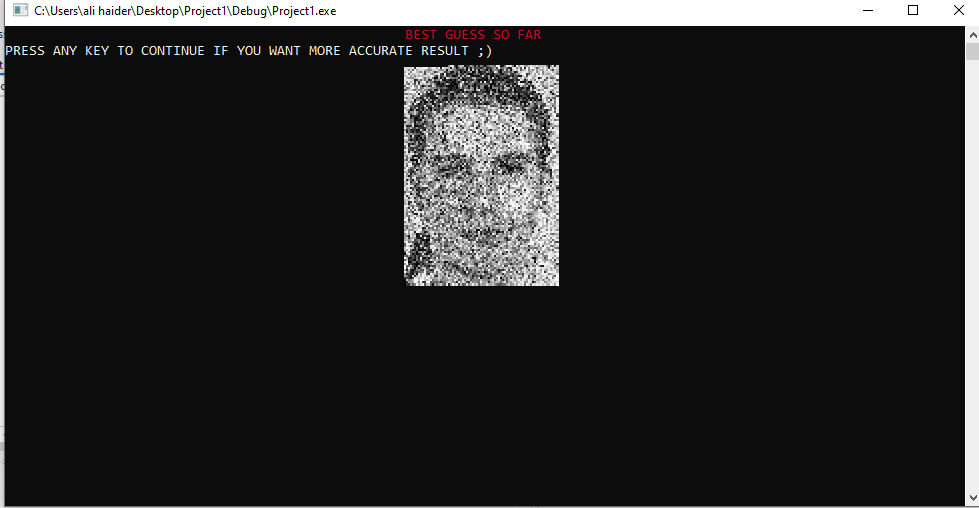 C:\Users\ali haider\Desktop\Project1\Debug\Project1.exe
BEST GUESS SO FAR
PRESS ANY KEY TO CONTINUE IF YOU WANT MORE ACCURATE RESULT ;)